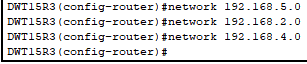 DWT15R3(config-router)#network 192.168.5.0
DWT15R3(config-router)#network 192.168.2.0
DWT15R3(config-router)#network 192.168.4.0
DWT15R3(config-router)#